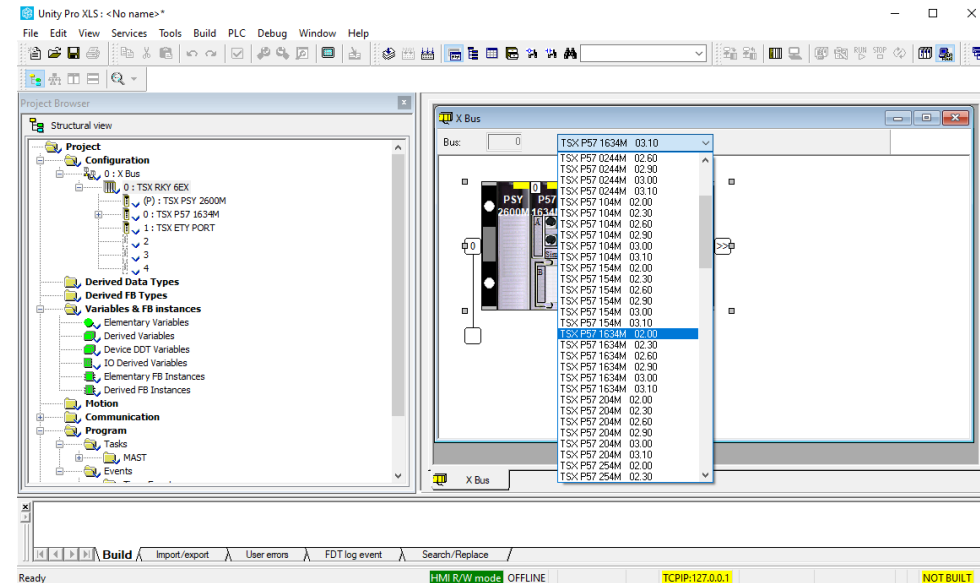 Unity Pro XLS : <No name>*
File Edit View Services Tools Build PLC Debug Window Help
Project Browser
Structural view
Project
Configuration
0 : X Bus
0 : TSX RKY 6EX
(P) : TSX PSY 2600M
0 : TSX P57 1634M
1 : TSX ETY PORT
2
3
4
Derived Data Types
Derived FB Types
Variables & FB instances
Elementary Variables
Derived Variables
Device DDT Variables
IO Derived Variables
Elementary FB Instances
Derived FB Instances
Motion
Communication
Program
Tasks
MAST
Events
X Bus
Bus: 0 TSX P57 1634M 03.10
TSX P57 0244M 02.60
TSX P57 0244M 02.90
TSX P57 0244M 03.00
TSX P57 0244M 03.10
TSX P57 104M 02.00
TSX P57 104M 02.30
TSX P57 104M 02.60
TSX P57 104M 02.90
TSX P57 104M 03.00
TSX P57 104M 03.10
TSX P57 154M 02.00
TSX P57 154M 02.30
TSX P57 154M 02.60
TSX P57 154M 02.90
TSX P57 154M 03.00
TSX P57 154M 03.10
TSX P57 1634M 02.00
TSX P57 1634M 02.30
TSX P57 1634M 02.60
TSX P57 1634M 02.90
TSX P57 1634M 03.00
TSX P57 1634M 03.10
TSX P57 204M 02.00
TSX P57 204M 02.30
TSX P57 204M 02.60
TSX P57 204M 02.90
TSX P57 204M 03.00
TSX P57 204M 03.10
TSX P57 254M 02.00
TSX P57 254M 02.30
0
PSY P57
2600M
0
>>
X Bus
Build Import/export User errors FDT log event Search/Replace
Ready HMI R/W mode OFFLINE TCPIP:127.0.0.1 NOT BUILT